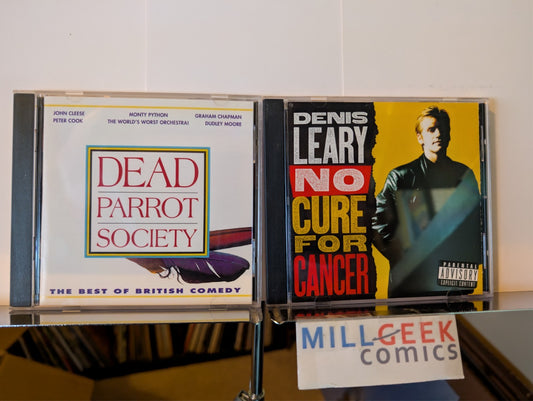 JOHN CLEESE MONTY PYTHON GRAHAM CHAPMAN
PETER COOK THE WORLD'S WORST ORCHESTRA! DUDLEY MOORE
DEAD
PARROT
SOCIETY
THE BEST OF BRITISH COMEDY
DENIS
LEARY
NO
CURE
FOR
CANCER
PARENTAL
ADVISORY
EXPLICIT CONTENT
MILL GEEK
comics